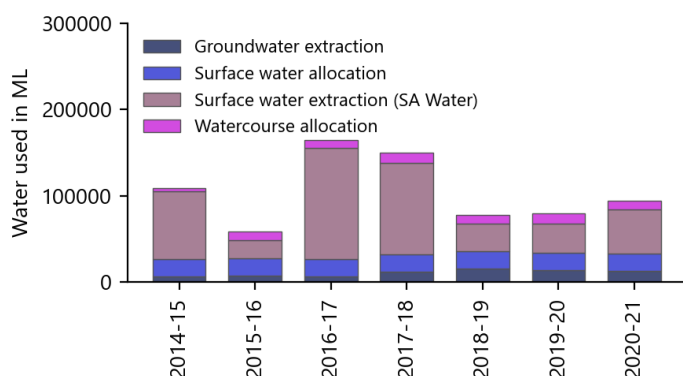 300000
200000
100000
0
Water used in ML
Groundwater extraction
Surface water allocation
Surface water extraction (SA Water)
Watercourse allocation
2014-15
2015-16
2016-17
2017-18
2018-19
2019-20
2020-21